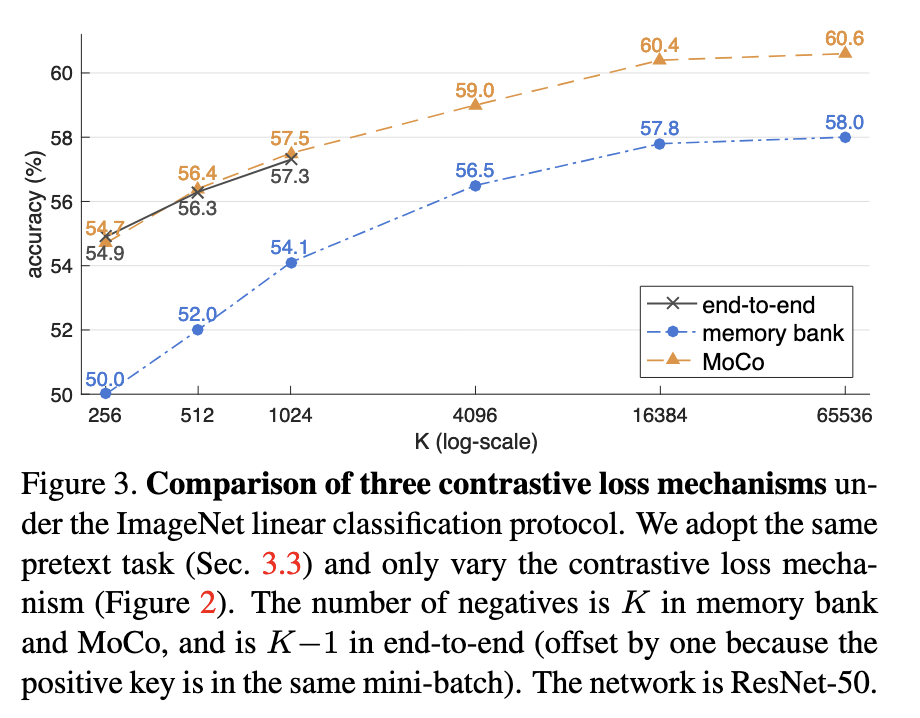 60.6
60.4
60
59.0
58.0
57.8
58
57.5
56.4
56.5
57.3
56.3
56
accuracy (%)
54.7
54.9
54.1
54
52.0
52
50.0
50
end-to-end
memory bank
MoCo
256 512 1024 4096 16384 65536
K (log-scale)
Figure 3. Comparison of three contrastive loss mechanisms un-
der the ImageNet linear classification protocol. We adopt the same
pretext task (Sec. 3.3) and only vary the contrastive loss mecha-
nism (Figure 2). The number of negatives is K in memory bank
and MoCo, and is K−1 in end-to-end (offset by one because the
positive key is in the same mini-batch). The network is ResNet-50.